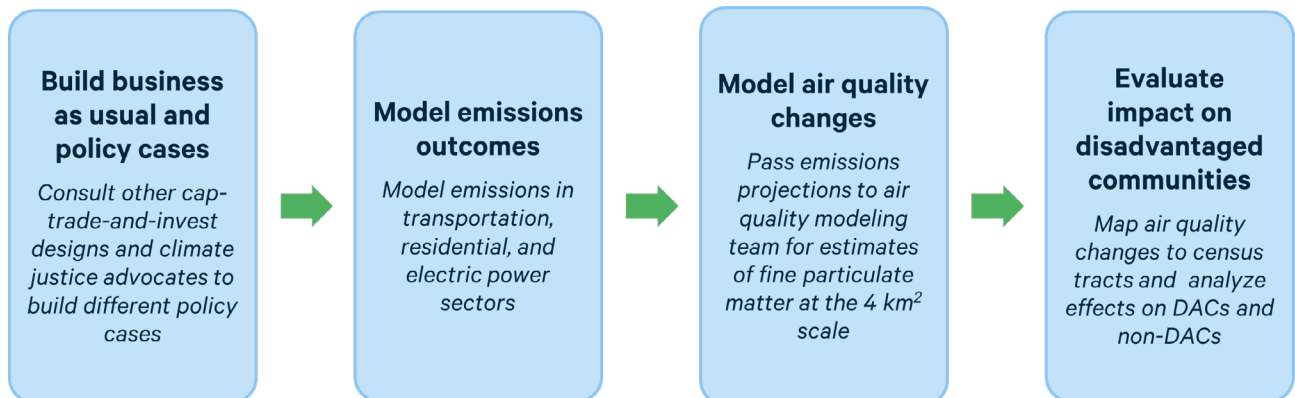 Build business
as usual and
policy cases
Consult other cap-
trade-and-invest
designs and climate
justice advocates to
build different policy
cases
Model emissions
outcomes
Model emissions in
transportation,
residential, and
electric power
sectors
Model air quality
changes
Pass emissions
projections to air
quality modeling
team for estimates
of fine particulate
matter at the 4 km²
scale
Evaluate
impact on
disadvantaged
communities
Map air quality
changes to census
tracts and analyze
effects on DACs and
non-DACs